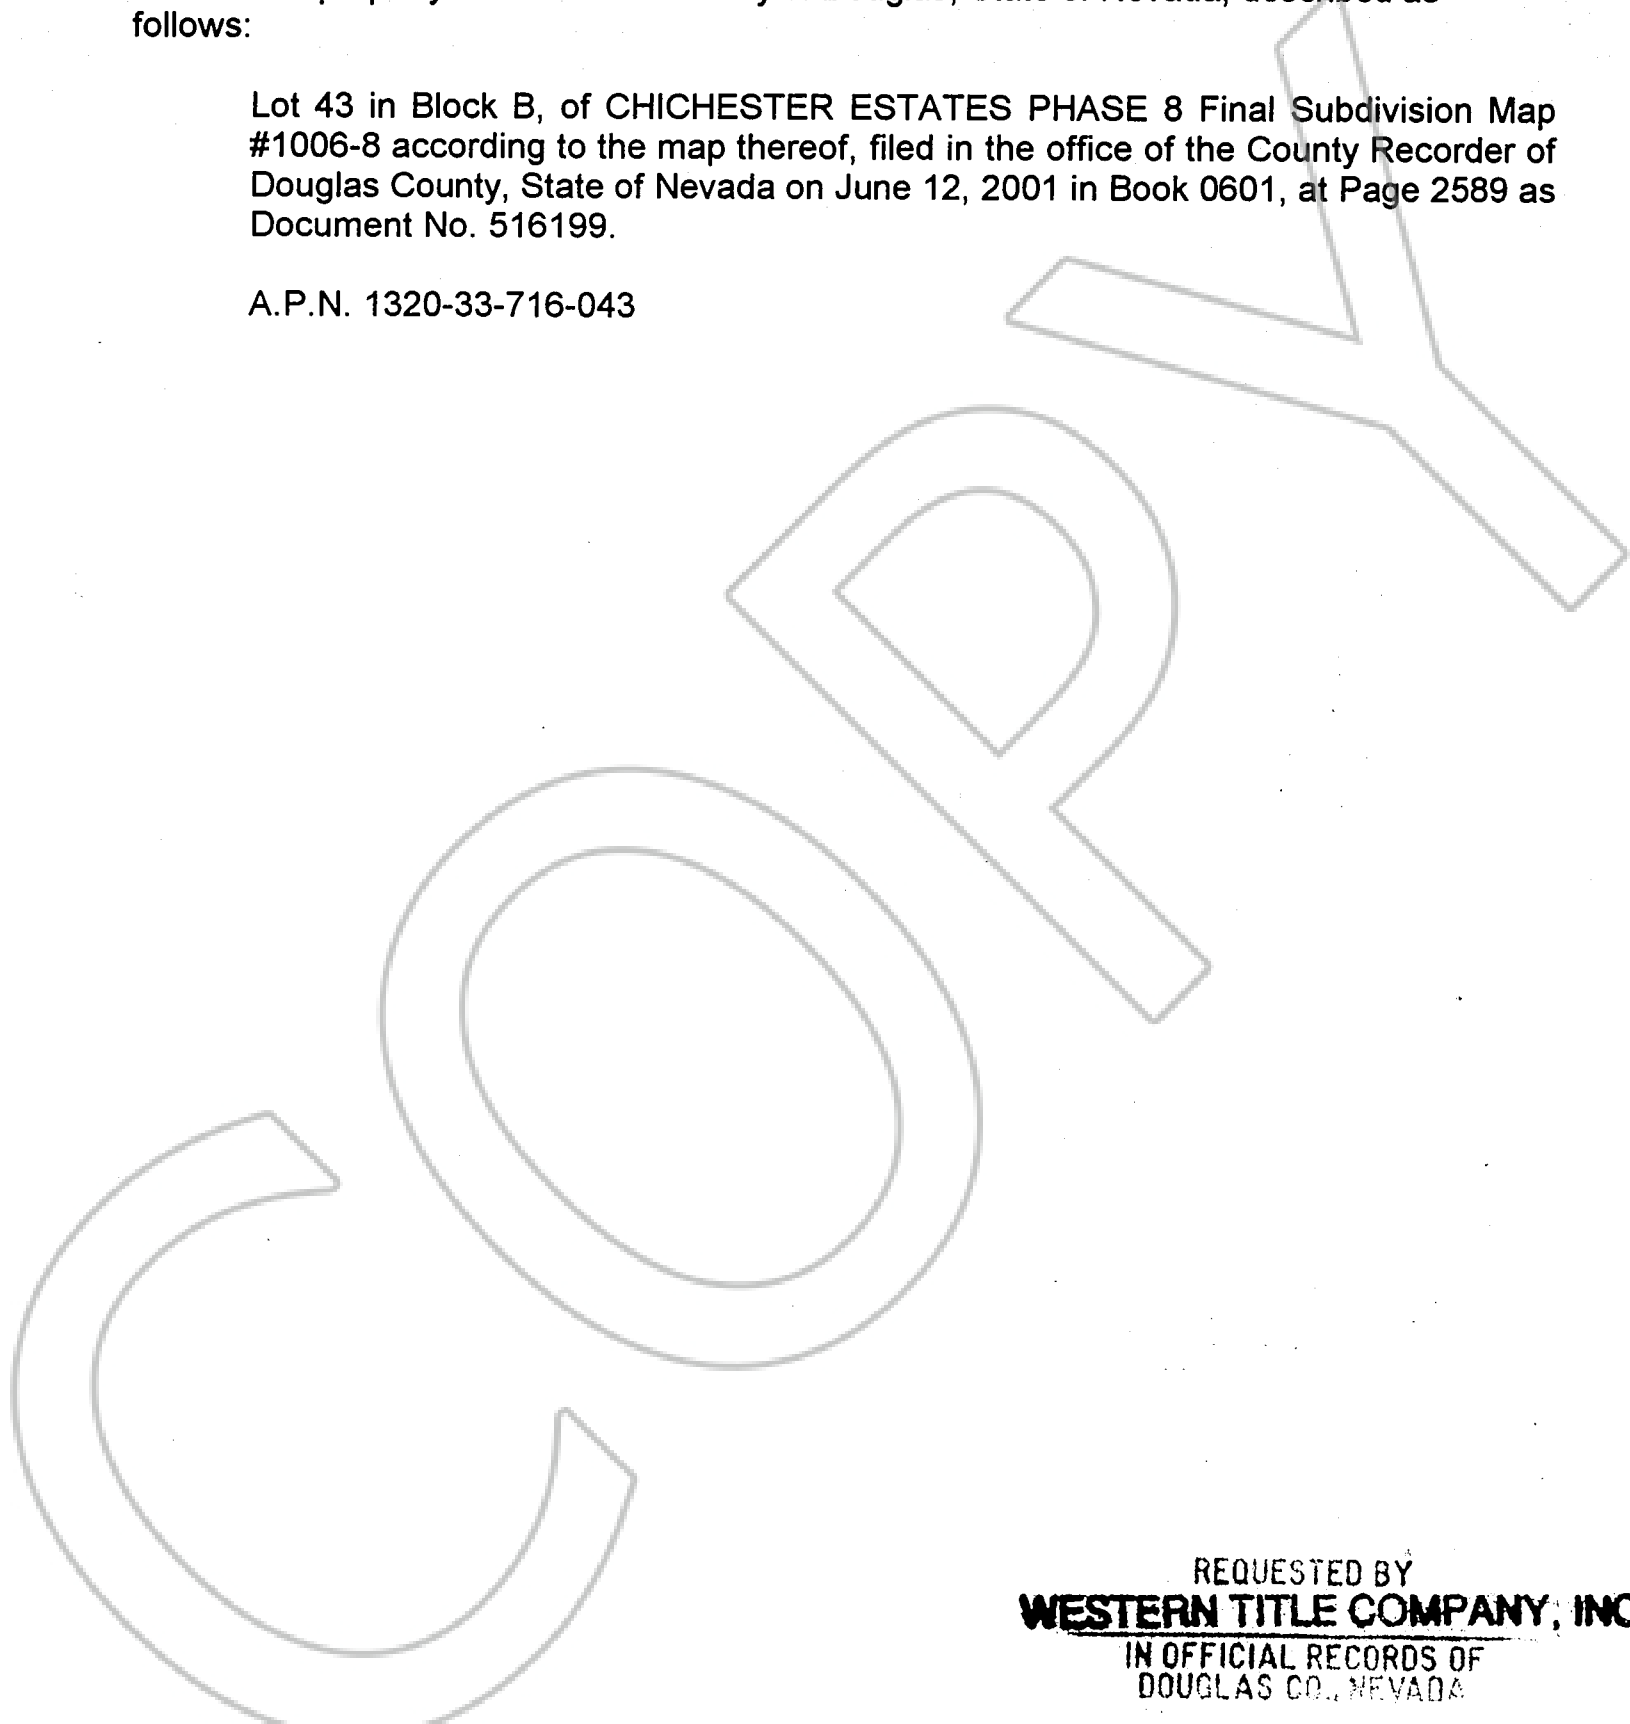 follows:
Lot 43 in Block B, of CHICHESTER ESTATES PHASE 8 Final Subdivision Map
#1006-8 according to the map thereof, filed in the office of the County Recorder of
Douglas County, State of Nevada on June 12, 2001 in Book 0601, at Page 2589 as
Document No. 516199.
A.P.N. 1320-33-716-043
COPY
REQUESTED BY
WESTERN TITLE COMPANY, INC
IN OFFICIAL RECORDS OF
DOUGLAS CO., NEVADA